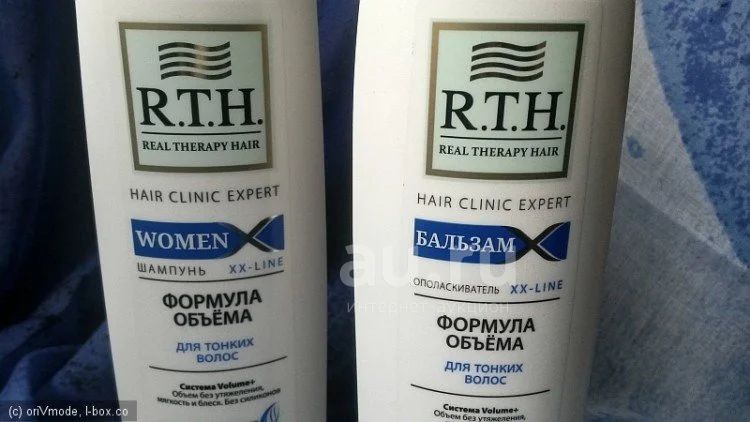 R.T.H.
REAL THERAPY HAIR
HAIR CLINIC EXPERT
WOMEN
ШАМПУНЬ XX-LINE
ФОРМУЛА
ОБЪЁМА
ДЛЯ ТОНКИХ
ВОЛОС
Система Volume+
Объем без утяжеления,
мягкость и блеск. Без силиконов
R.T.H.
REAL THERAPY HAIR
HAIR CLINIC EXPERT
БАЛЬЗАМ
ОПОЛАСКИВАТЕЛЬ XX-LINE
ФОРМУЛА
ОБЪЁМА
ДЛЯ ТОНКИХ
ВОЛОС
Система Volume+
Объем без утяжеления,
au.ru
интернет-аукцион
(c) oriVmode, I-box.co